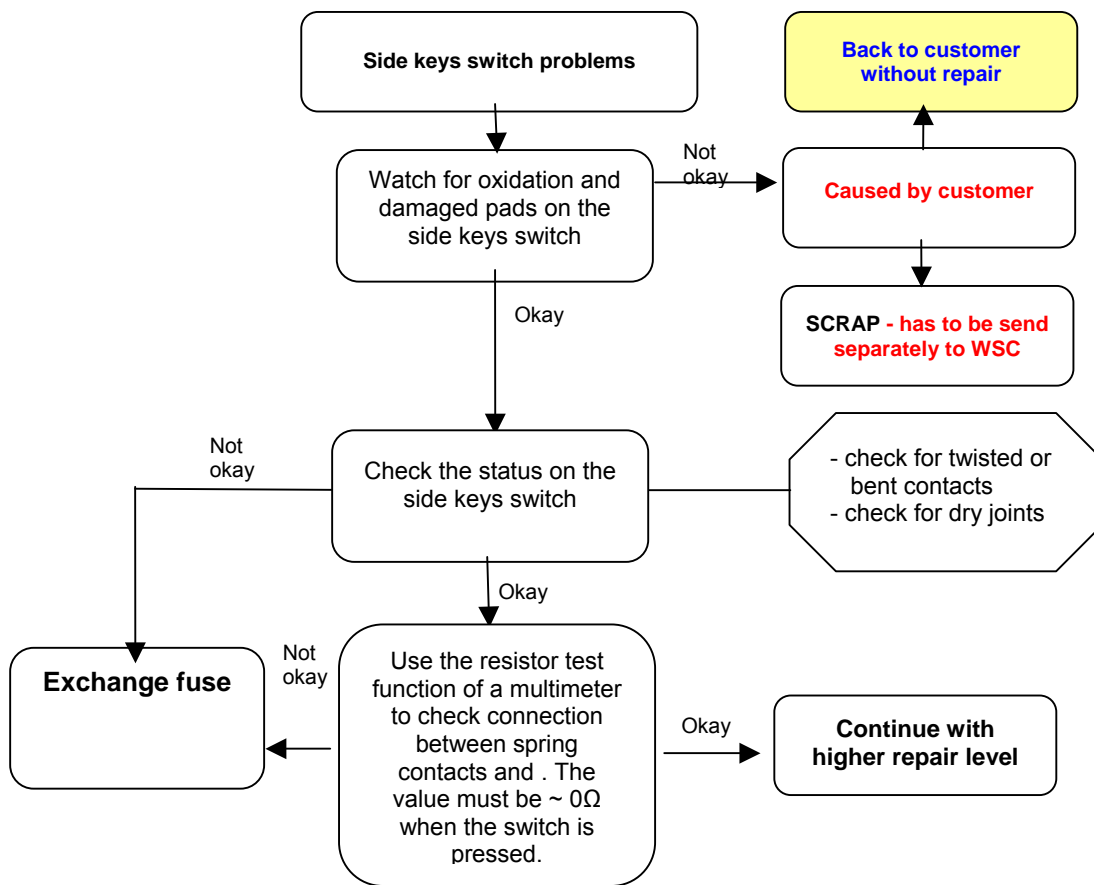 Side keys switch problems
Back to customer
without repair
Not
okay
Watch for oxidation and
damaged pads on the
side keys switch
Caused by customer
Okay
SCRAP - has to be send
separately to WSC
Not
okay
Check the status on the
side keys switch
- check for twisted or
bent contacts
- check for dry joints
Okay
Exchange fuse
Not
okay
Use the resistor test
function of a multimeter
to check connection
between spring
contacts and . The
value must be ~ 0Ω
when the switch is
pressed.
Okay
Continue with
higher repair level